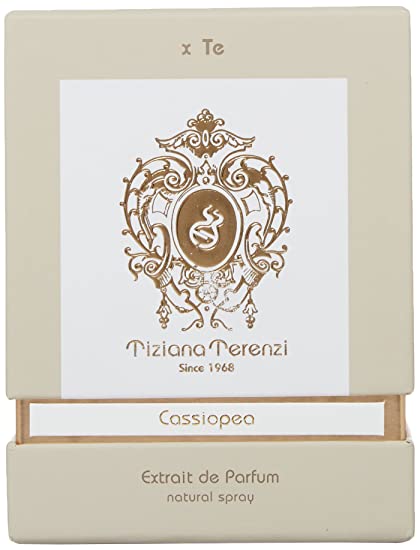 x Te
Tiziana Terenzi
Since 1968
Cassiopea
Extrait de Parfum
natural spray